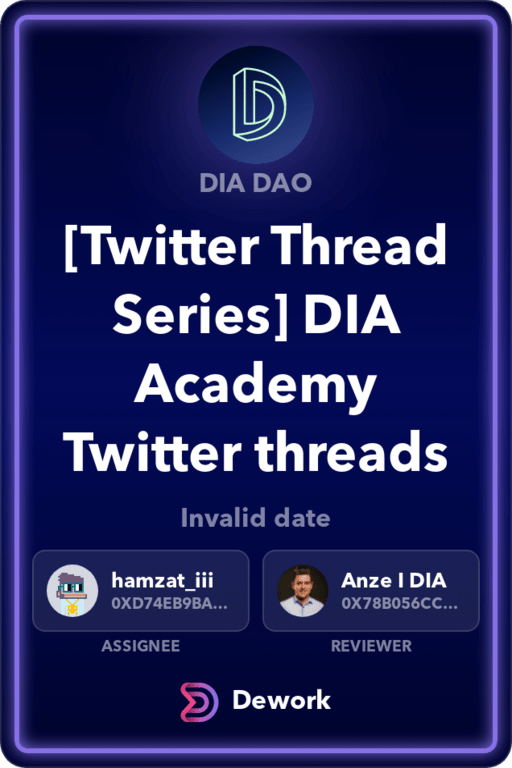 DIA DAO
[Twitter Thread
Series] DIA
Academy
Twitter threads
Invalid date
hamzat_iii
0XD74EB9BA...
ASSIGNEE
Anze I DIA
0X78B056CC...
REVIEWER
Dework